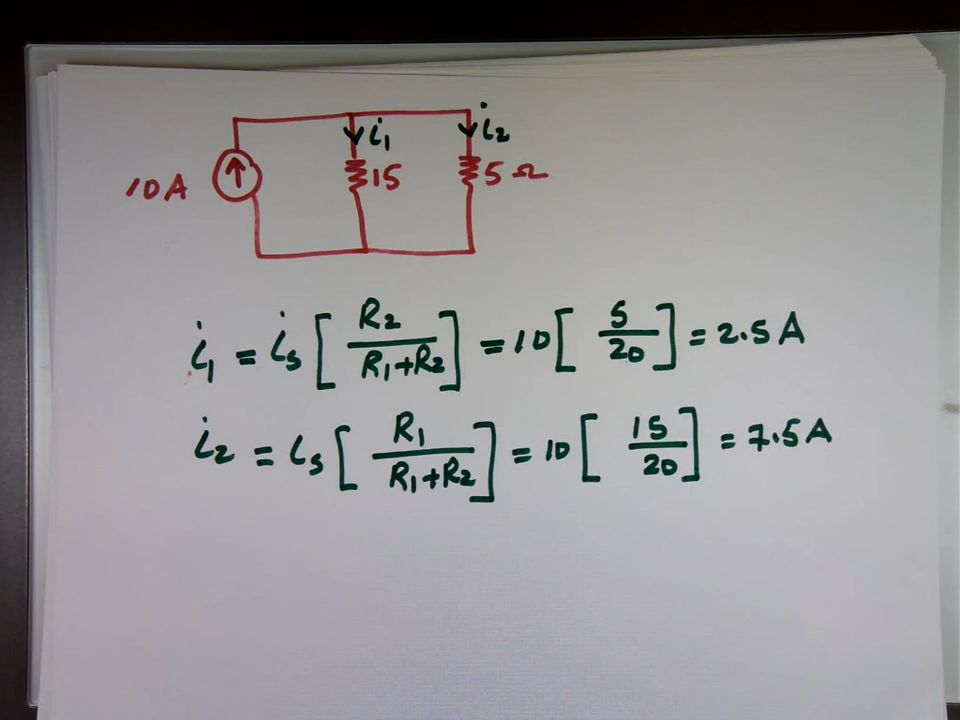 10A i1 15 i2 5 Ω
i1 = is [ R2 / R1+R2 ] = 10 [ 5 / 20 ] = 2.5 A
i2 = is [ R1 / R1+R2 ] = 10 [ 15 / 20 ] = 7.5 A